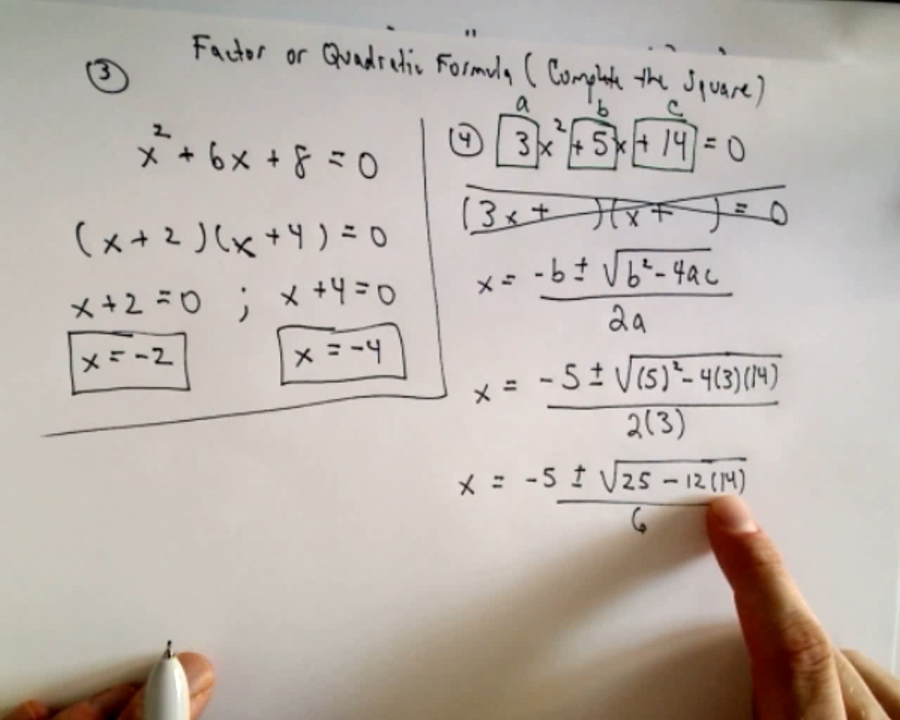 Factor or Quadratic Formula (Complete the Square)
③
x² + 6x + 8 = 0
(x + 2)(x + 4) = 0
x + 2 = 0 ; x + 4 = 0
x = -2
x = -4
a b c
④ 3x² + 5x + 14 = 0
(3x + )(x + ) = 0
x = -b ± √b² - 4ac
2a
x = -5 ± √(5)² - 4(3)(14)
2(3)
x = -5 ± √25 - 12(14)
6